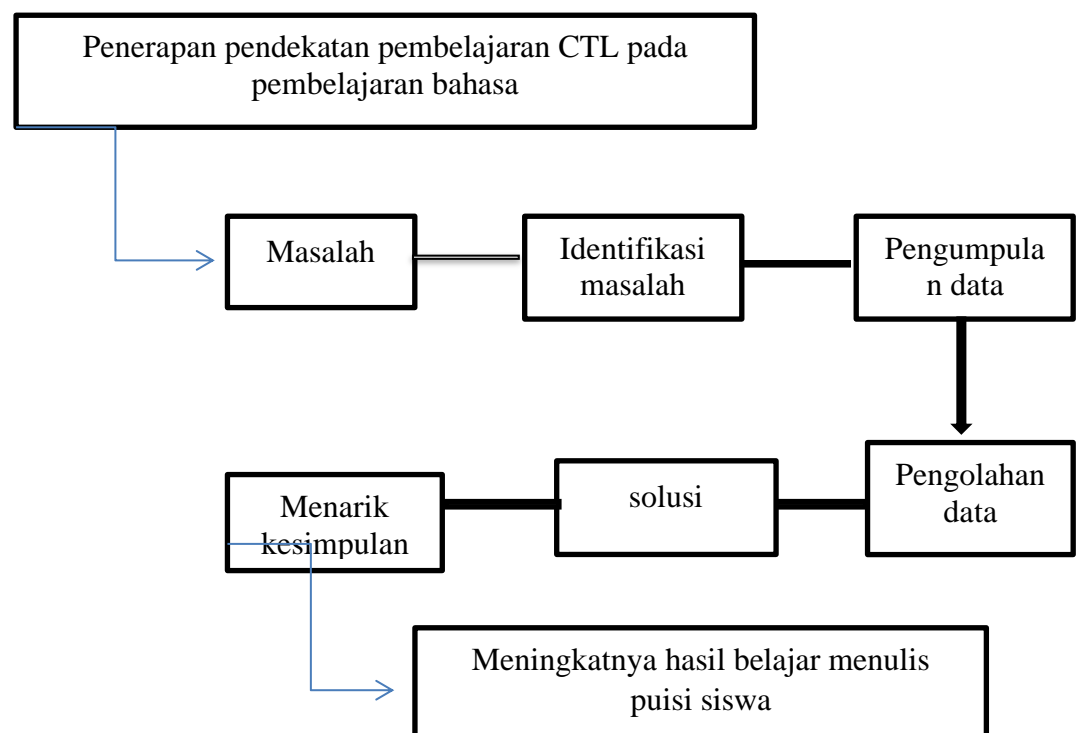 Penerapan pendekatan pembelajaran CTL pada
pembelajaran bahasa
Masalah
Identifikasi
masalah
Pengumpula
n data
Pengolahan
data
solusi
Menarik
kesimpulan
Meningkatnya hasil belajar menulis
puisi siswa